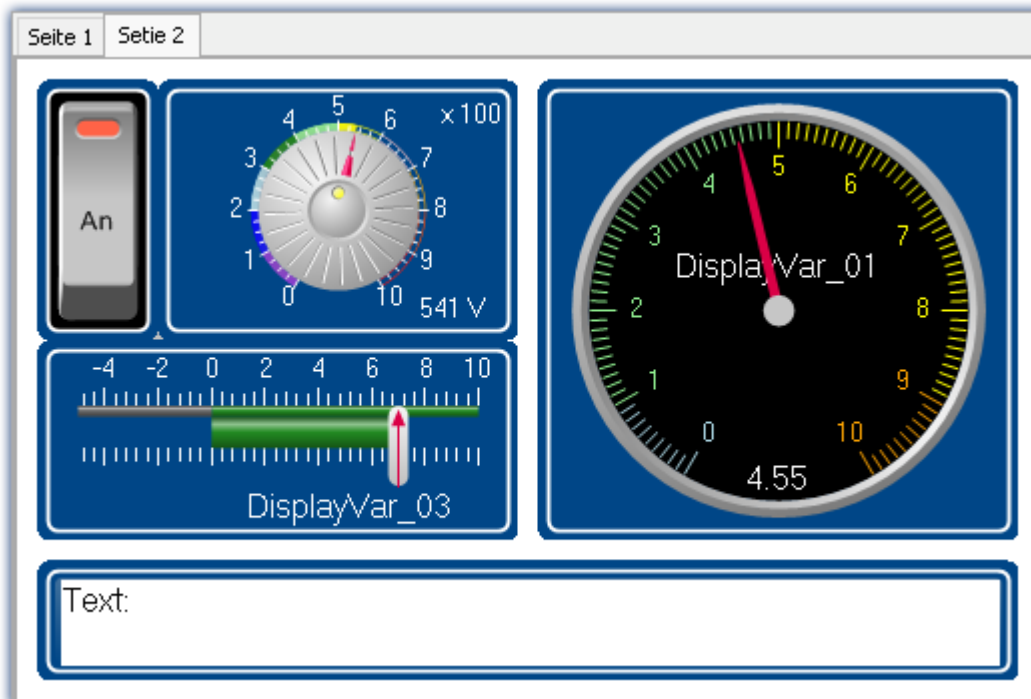 Seite 1 Setie 2
An
0 1 2 3 4 5 6 7 8 9 10
x100
541 V
0 1 2 3 4 5 6 7 8 9 10
DisplayVar_01
4.55
-4 -2 0 2 4 6 8 10
DisplayVar_03
Text: